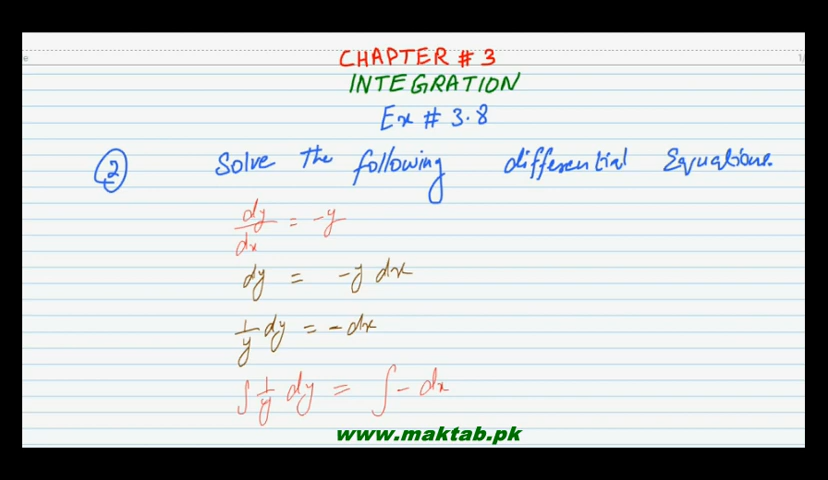 CHAPTER # 3
INTEGRATION
Ex # 3.8
Q2 Solve the following differential Equations.
dy/dx = -y
dy = -y dx
1/y dy = -dx
∫ 1/y dy = ∫ - dx
www.maktab.pk